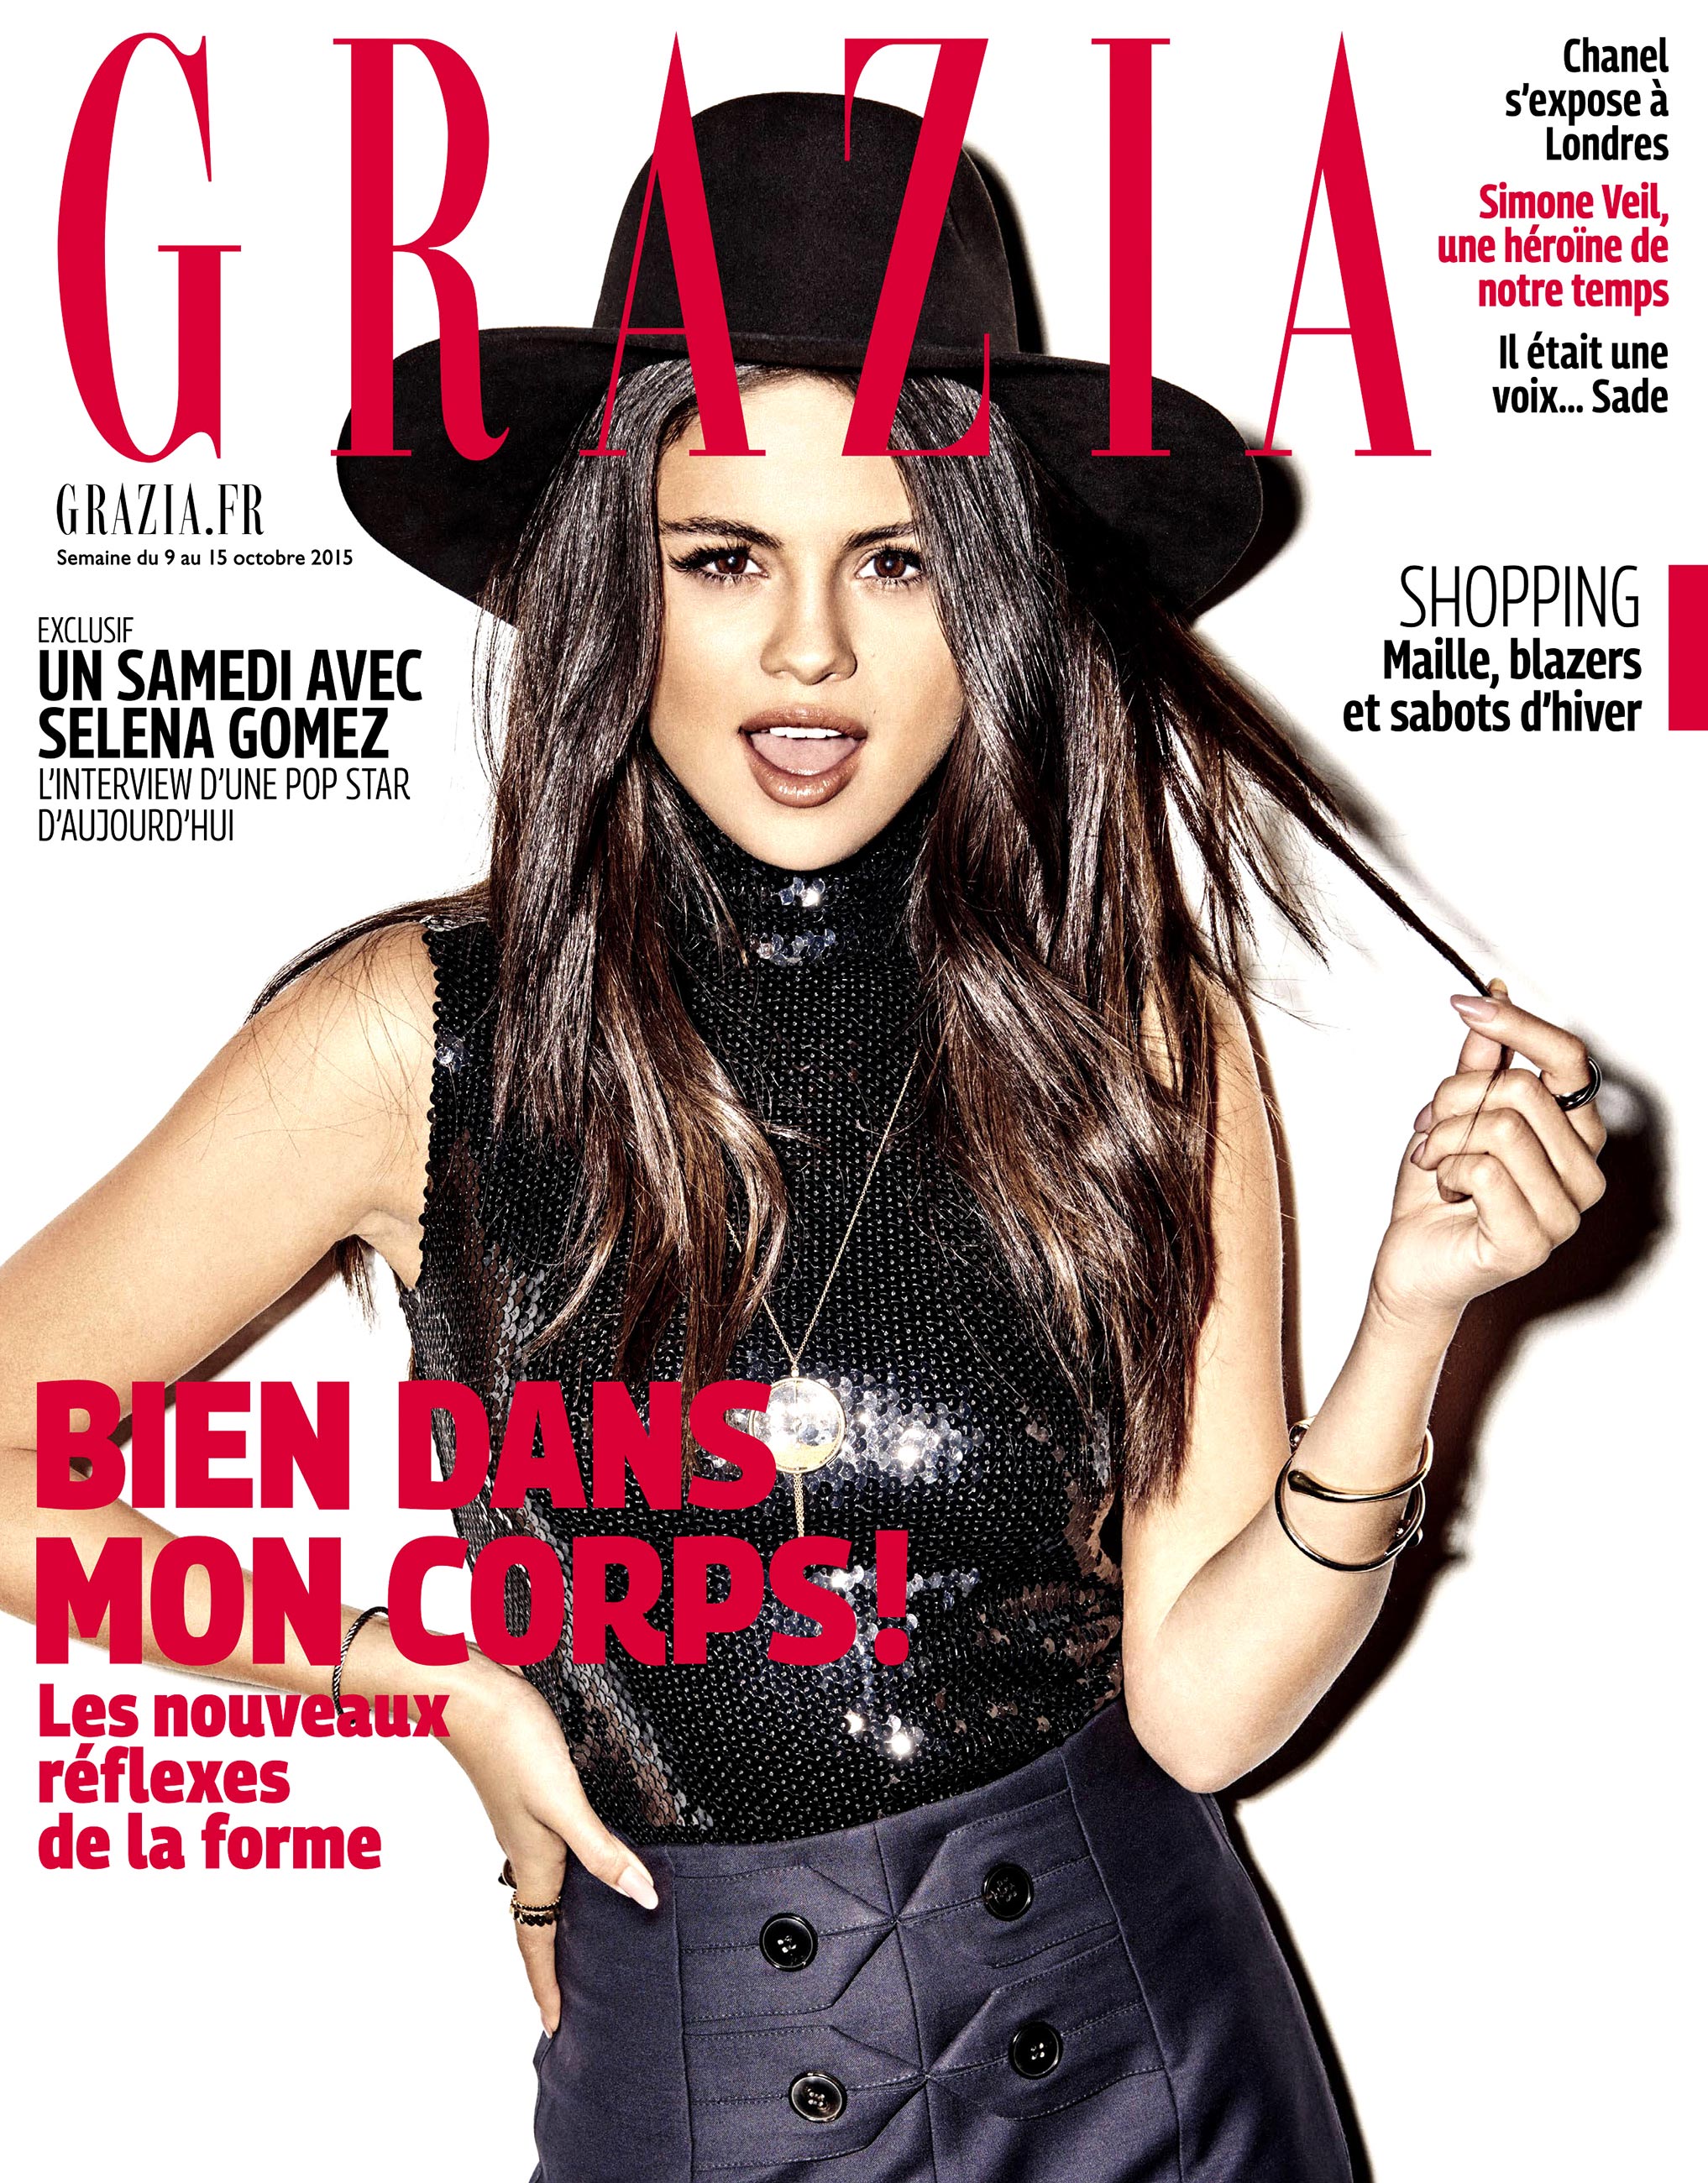 GRAZIA
GRAZIA.FR
Semaine du 9 au 15 octobre 2015
EXCLUSIF
UN SAMEDI AVEC
SELENA GOMEZ
L'INTERVIEW D'UNE POP STAR
D'AUJOURD'HUI
Chanel
s'expose à
Londres
Simone Veil,
une héroïne de
notre temps
Il était une
voix... Sade
SHOPPING
Maille, blazers
et sabots d'hiver
BIEN DANS
MON CORPS!
Les nouveaux
réflexes
de la forme